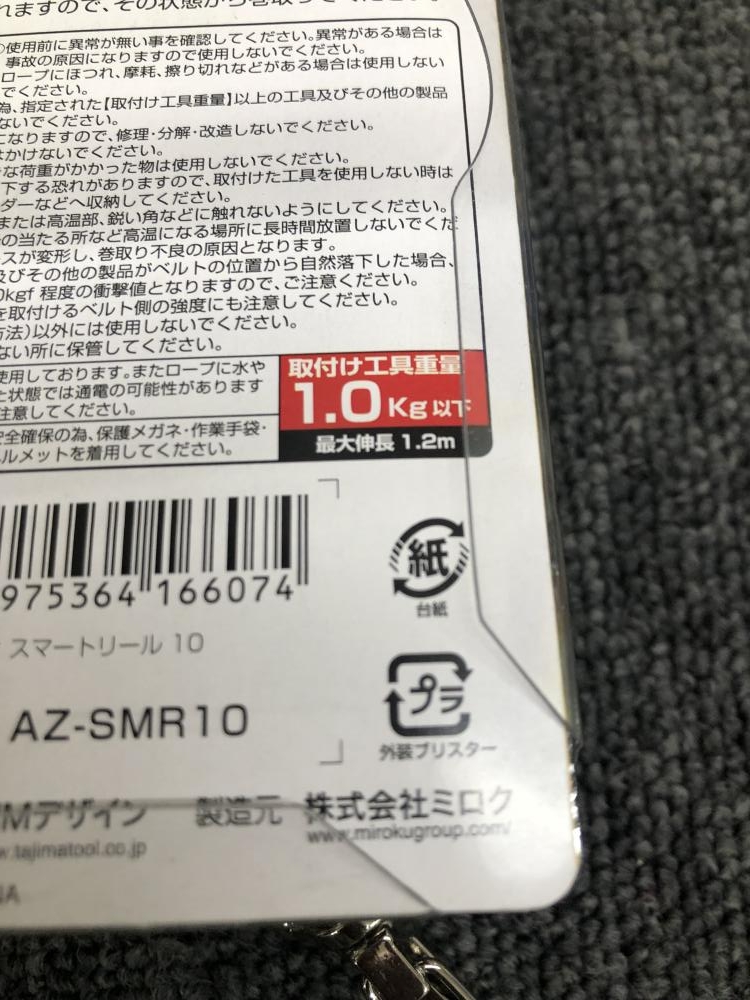 れますので、その状態から巻取ってください。
の使用前に異常が無い事を確認してください。異常がある場合は
事故の原因になりますので使用しないでください。
ロープにほつれ、摩耗、擦り切れなどがある場合は使用しない
でください。
為、指定された【取付け工具重量】以上の工具及びその他の製品
ないでください。
になりますので、修理・分解・改造しないでください。
はかけないでください。
な荷重がかかった物は使用しないでください。
下する恐れがありますので、取付けた工具を使用しない時は
ダーなどへ収納してください。
または高温部、鋭い角などに触れないようにしてください。
の当たる所など高温になる場所に長時間放置しないでくだ
スが変形し、巻取り不良の原因となります。
及びその他の製品がベルトの位置から自然落下した場合、
0kgf 程度の衝撃値となりますので、ご注意ください。
を取付けるベルト側の強度にも注意してください。
方法)以外には使用しないでください。
ない所に保管してください。
使用しております。またロープに水や
た状態では通電の可能性があります
注意してください。
安全確保の為、保護メガネ・作業手袋・
ヘルメットを着用してください。
取付け工具重量
1.0 Kg 以下
最大伸長 1.2m
975364 166074
スマートリール 10
AZ-SMR10
紙
台紙
プラ
外装ブリスター
Mデザイン 製造元 株式会社ミロク
w.tajimatool.co.jp www.mirokugroup.com/